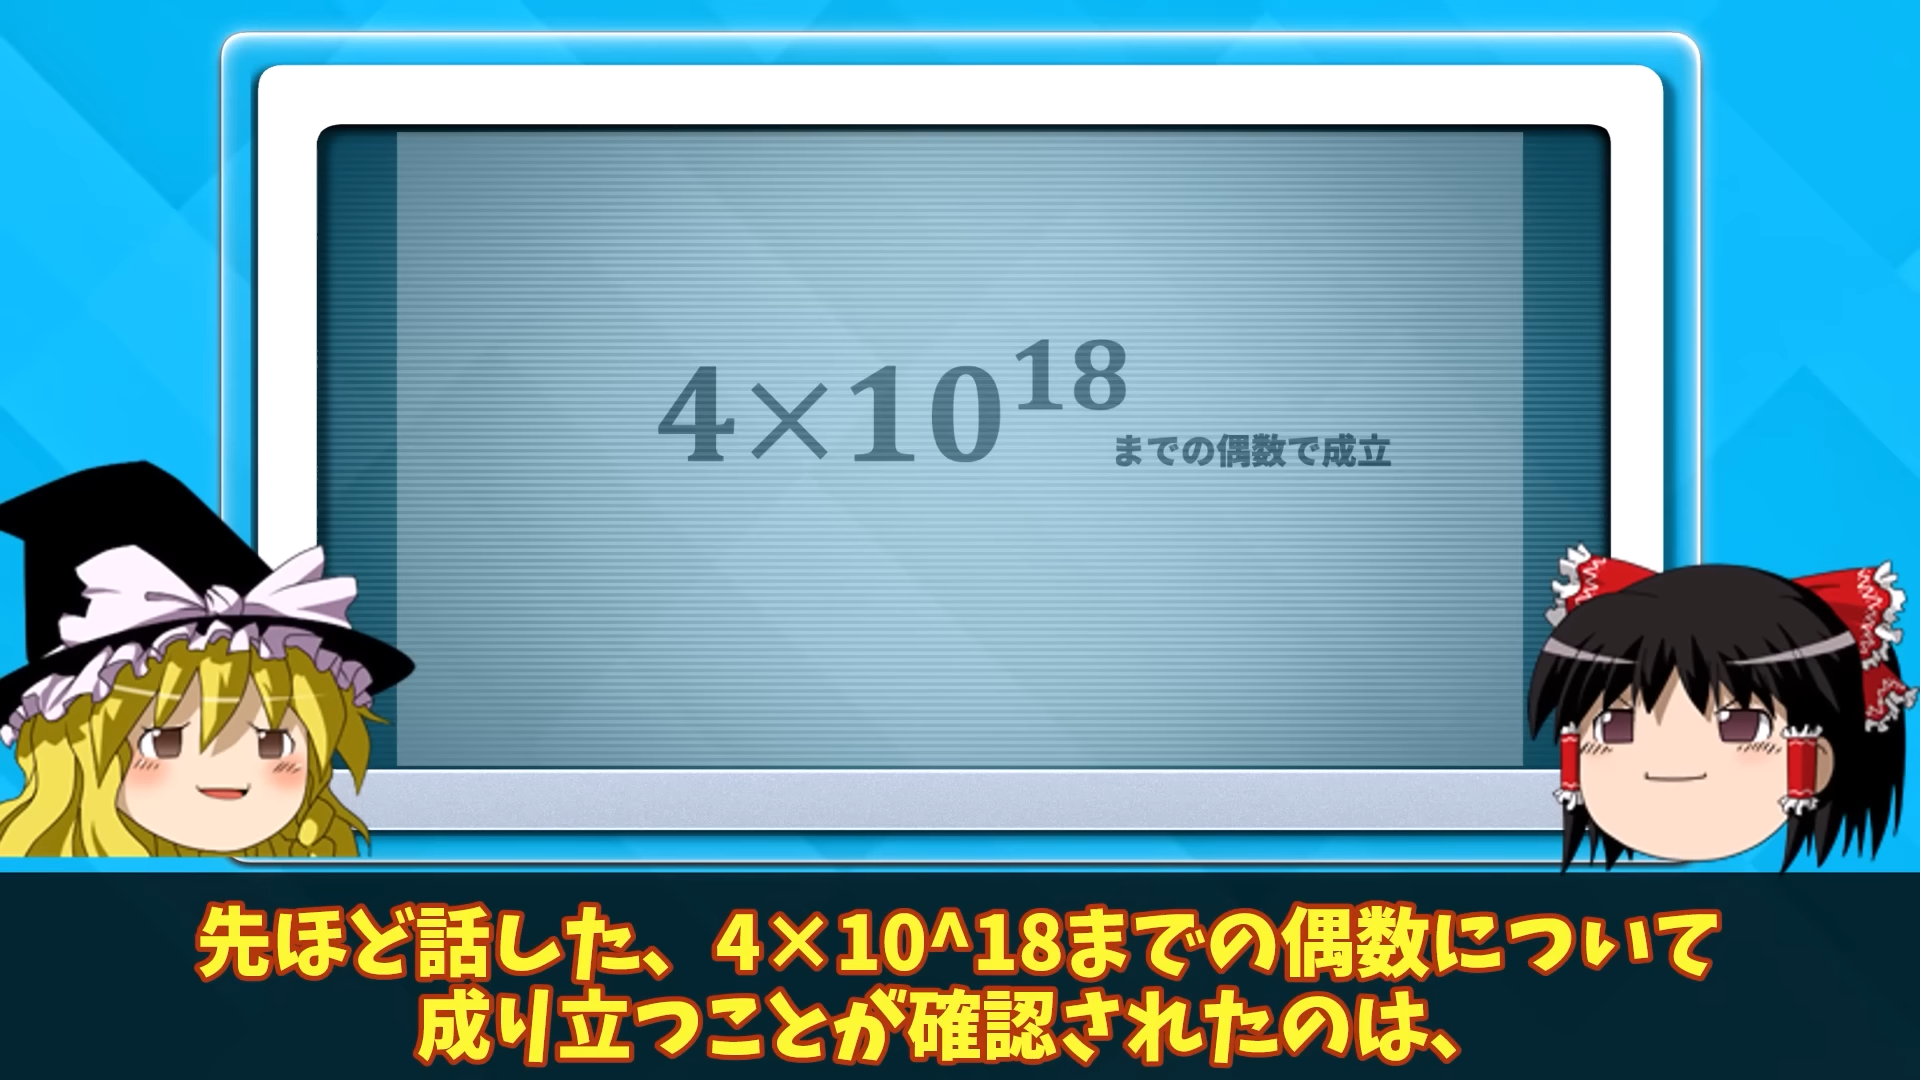 4×10^18までの偶数で成立
先ほど話した、4×10^18までの偶数について
成り立つことが確認されたのは、